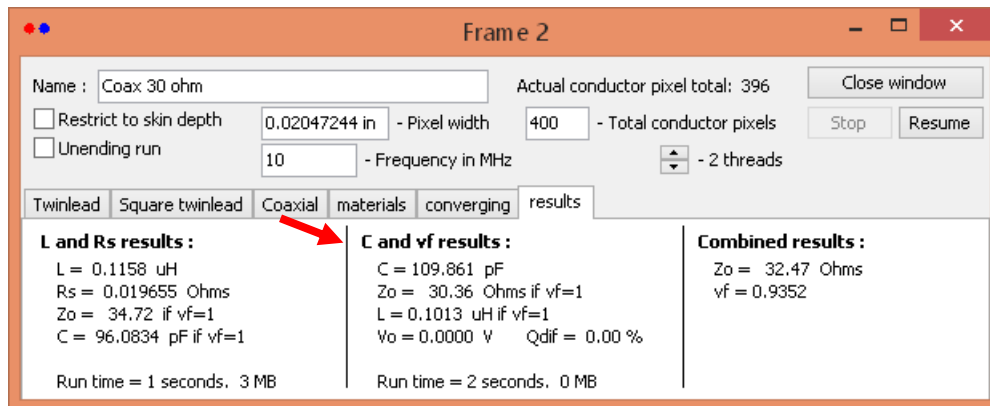 Frame 2
Name : Coax 30 ohm Actual conductor pixel total: 396 Close window
Restrict to skin depth 0.02047244 in - Pixel width 400 - Total conductor pixels Stop Resume
Unending run 10 - Frequency in MHz - 2 threads
Twinlead Square twinlead Coaxial materials converging results
L and Rs results : C and vf results : Combined results :
L = 0.1158 uH C = 109.861 pF Zo = 32.47 Ohms
Rs = 0.019655 Ohms Zo = 30.36 Ohms if vf=1 vf = 0.9352
Zo = 34.72 if vf=1 L = 0.1013 uH if vf=1
C = 96.0834 pF if vf=1 Vo = 0.0000 V Qdif = 0.00 %
Run time = 1 seconds. 3 MB Run time = 2 seconds. 0 MB